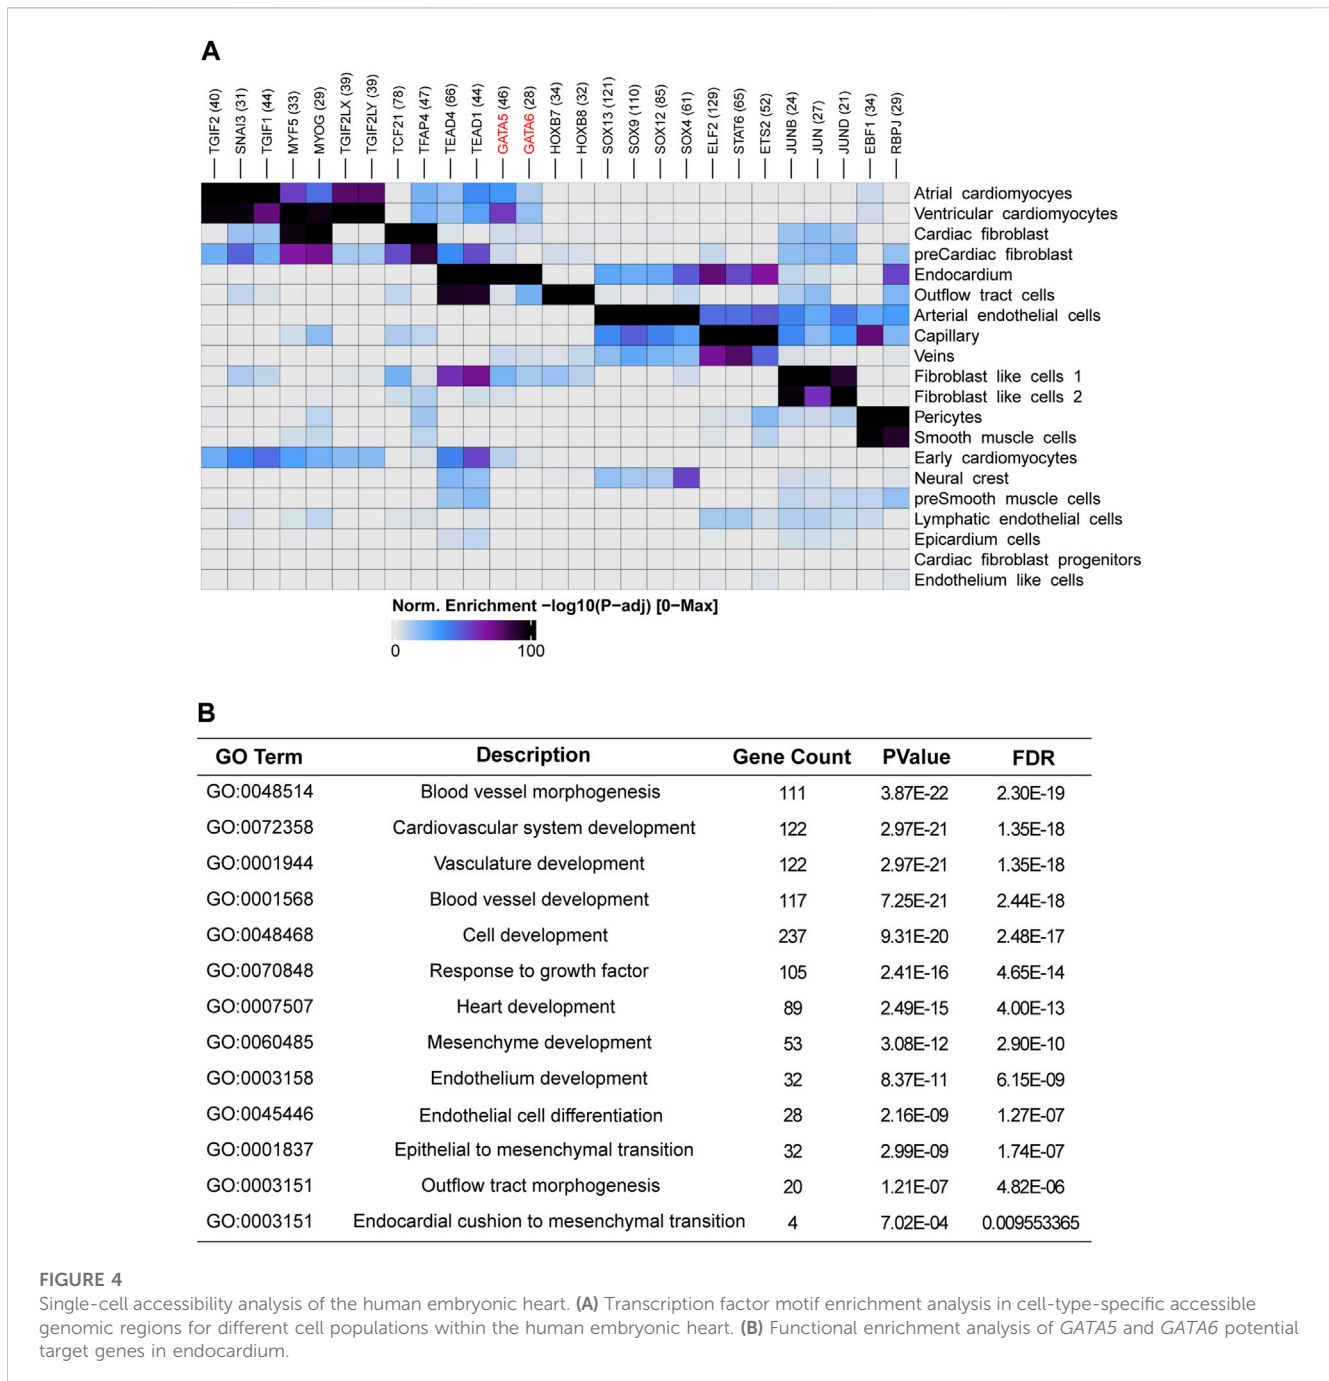 A
TGIF2 (40)
SNAI3 (31)
TGIF1 (44)
MYF5 (33)
MYOG (29)
TGIF2LX (39)
TGIF2LY (39)
TCF21 (78)
TFAP4 (47)
TEAD4 (66)
TEAD1 (44)
GATA5 (46)
GATA6 (28)
HOXB7 (34)
HOXB8 (32)
SOX13 (121)
SOX9 (110)
SOX12 (85)
SOX4 (61)
ELF2 (129)
STAT6 (65)
ETS2 (52)
JUNB (24)
JUN (27)
JUND (21)
EBF1 (34)
RBPJ (29)
Atrial cardiomyocyes
Ventricular cardiomyocytes
Cardiac fibroblast
preCardiac fibroblast
Endocardium
Outflow tract cells
Arterial endothelial cells
Capillary
Veins
Fibroblast like cells 1
Fibroblast like cells 2
Pericytes
Smooth muscle cells
Early cardiomyocytes
Neural crest
preSmooth muscle cells
Lymphatic endothelial cells
Epicardium cells
Cardiac fibroblast progenitors
Endothelium like cells
Norm. Enrichment −log10(P−adj) [0−Max]
0 100
B
GO Term Description Gene Count PValue FDR
GO:0048514 Blood vessel morphogenesis 111 3.87E-22 2.30E-19
GO:0072358 Cardiovascular system development 122 2.97E-21 1.35E-18
GO:0001944 Vasculature development 122 2.97E-21 1.35E-18
GO:0001568 Blood vessel development 117 7.25E-21 2.44E-18
GO:0048468 Cell development 237 9.31E-20 2.48E-17
GO:0070848 Response to growth factor 105 2.41E-16 4.65E-14
GO:0007507 Heart development 89 2.49E-15 4.00E-13
GO:0060485 Mesenchyme development 53 3.08E-12 2.90E-10
GO:0003158 Endothelium development 32 8.37E-11 6.15E-09
GO:0045446 Endothelial cell differentiation 28 2.16E-09 1.27E-07
GO:0001837 Epithelial to mesenchymal transition 32 2.99E-09 1.74E-07
GO:0003151 Outflow tract morphogenesis 20 1.21E-07 4.82E-06
GO:0003151 Endocardial cushion to mesenchymal transition 4 7.02E-04 0.009553365
FIGURE 4
Single-cell accessibility analysis of the human embryonic heart. (A) Transcription factor motif enrichment analysis in cell-type-specific accessible
genomic regions for different cell populations within the human embryonic heart. (B) Functional enrichment analysis of GATA5 and GATA6 potential
target genes in endocardium.